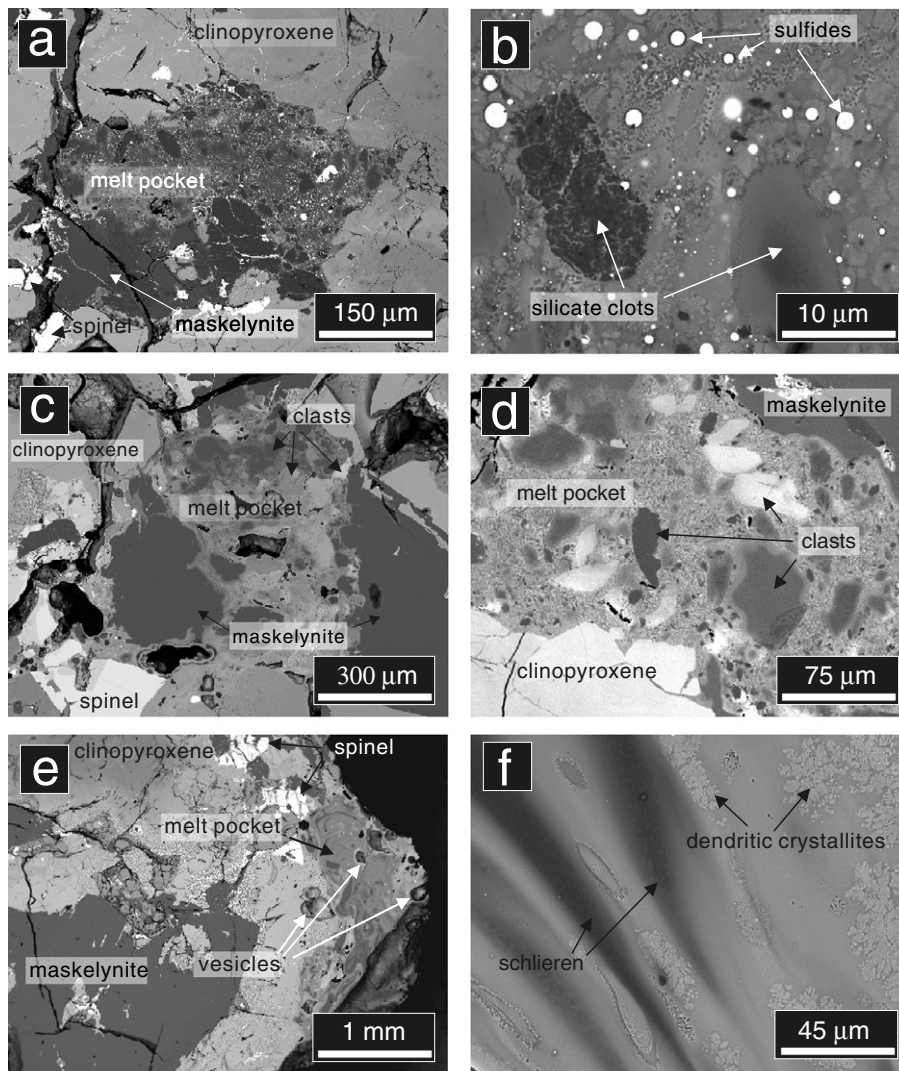 a
clinopyroxene
melt pocket
spinel
maskelynite
150 µm
b
sulfides
silicate clots
10 µm
c
clasts
clinopyroxene
melt pocket
maskelynite
spinel
300 µm
d
maskelynite
melt pocket
clasts
clinopyroxene
75 µm
e
clinopyroxene
spinel
melt pocket
vesicles
maskelynite
1 mm
f
dendritic crystallites
schlieren
45 µm